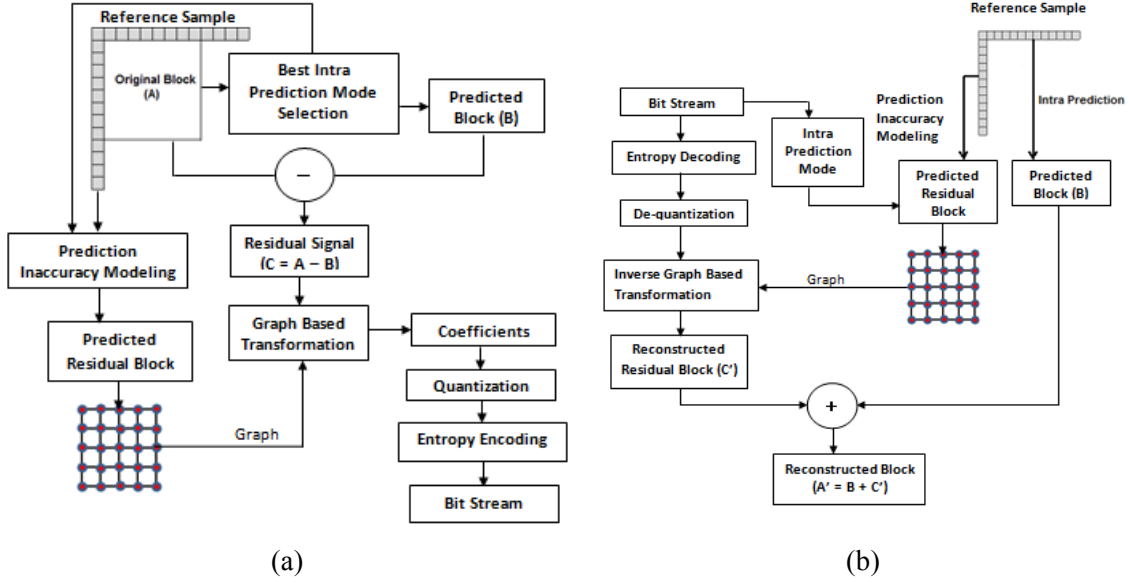 Reference Sample
Original Block
(A)
Best Intra
Prediction Mode
Selection
Predicted
Block (B)
−
Residual Signal
(C = A − B)
Prediction
Inaccuracy Modeling
Graph Based
Transformation
Coefficients
Predicted
Residual Block
Quantization
Graph
Entropy Encoding
Bit Stream
(a)
Reference Sample
Intra Prediction
Prediction
Inaccuracy
Modeling
Bit Stream
Intra
Prediction
Mode
Entropy Decoding
Predicted
Residual
Block
Predicted
Block (B)
De-quantization
Inverse Graph Based
Transformation
Graph
Reconstructed
Residual Block (C’)
+
Reconstructed Block
(A’ = B + C’)
(b)